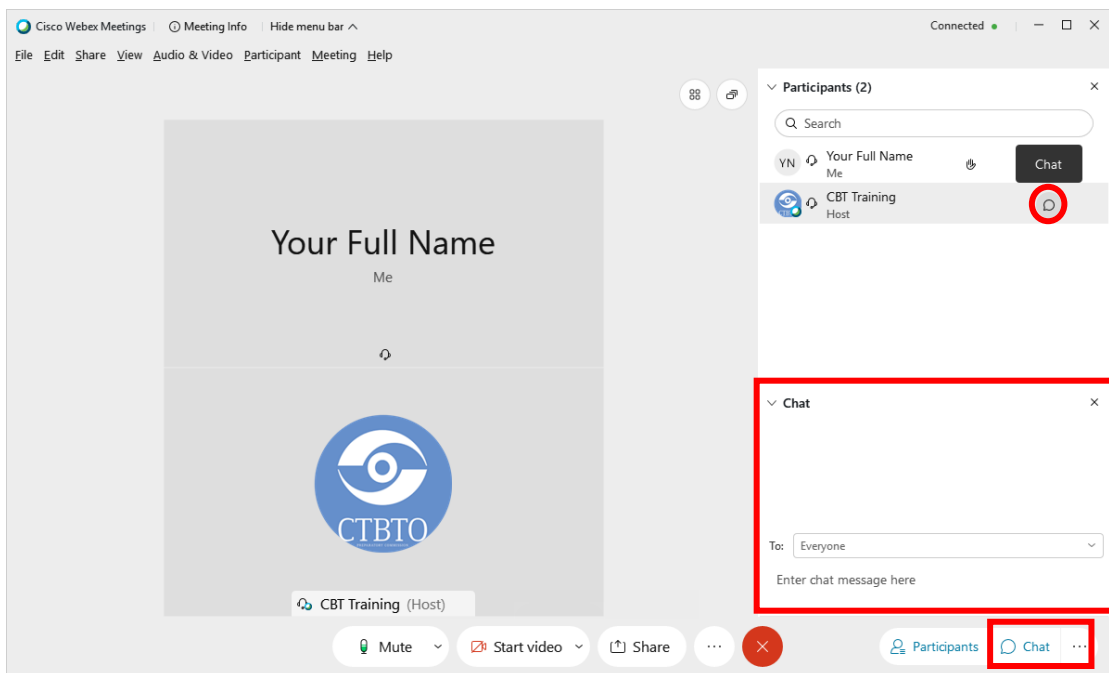 Cisco Webex Meetings Meeting Info Hide menu bar Connected
File Edit Share View Audio & Video Participant Meeting Help
Participants (2)
Search
YN Your Full Name
Me
Chat
CBT Training
Host
Your Full Name
Me
CTBTO
CBT Training (Host)
Chat
To: Everyone
Enter chat message here
Mute Start video Share ... Participants Chat ...